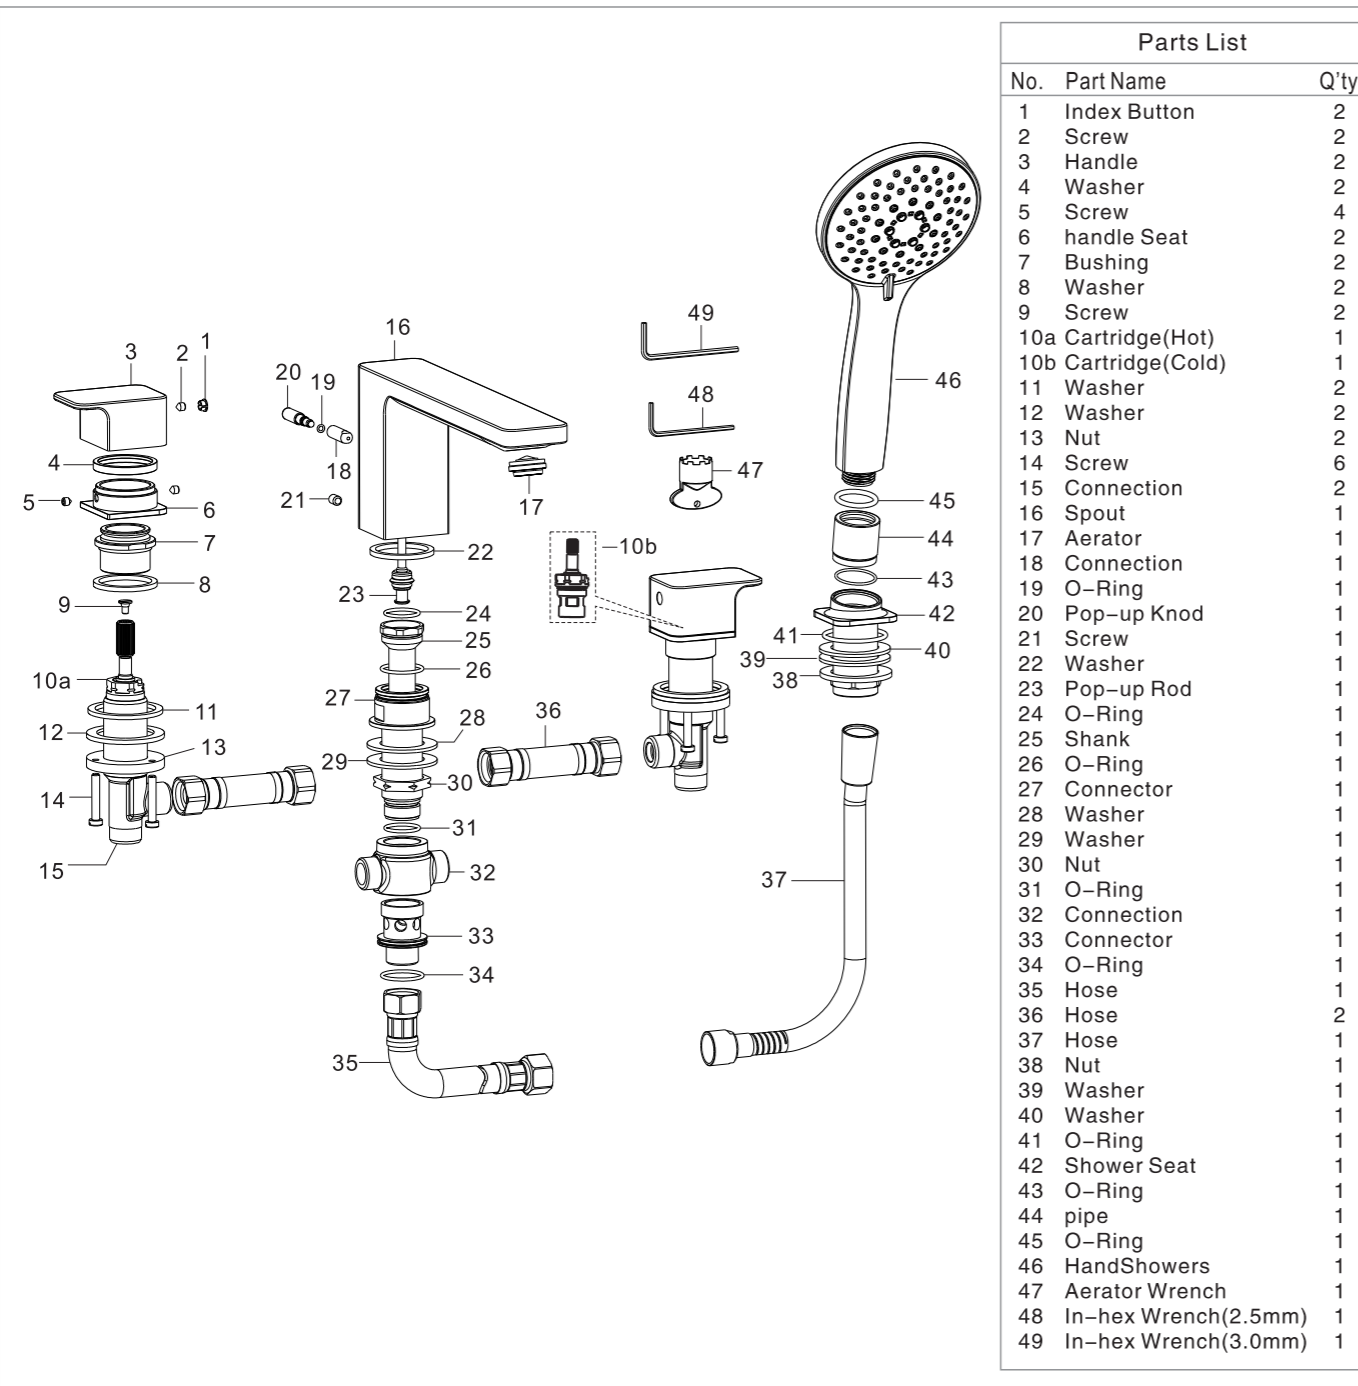 Parts List
No. Part Name Q'ty
1 Index Button 2
2 Screw 2
3 Handle 2
4 Washer 2
5 Screw 4
6 handle Seat 2
7 Bushing 2
8 Washer 2
9 Screw 2
10a Cartridge(Hot) 1
10b Cartridge(Cold) 1
11 Washer 2
12 Washer 2
13 Nut 2
14 Screw 6
15 Connection 2
16 Spout 1
17 Aerator 1
18 Connection 1
19 O-Ring 1
20 Pop-up Knod 1
21 Screw 1
22 Washer 1
23 Pop-up Rod 1
24 O-Ring 1
25 Shank 1
26 O-Ring 1
27 Connector 1
28 Washer 1
29 Washer 1
30 Nut 1
31 O-Ring 1
32 Connection 1
33 Connector 1
34 O-Ring 1
35 Hose 1
36 Hose 2
37 Hose 1
38 Nut 1
39 Washer 1
40 Washer 1
41 O-Ring 1
42 Shower Seat 1
43 O-Ring 1
44 pipe 1
45 O-Ring 1
46 HandShowers 1
47 Aerator Wrench 1
48 In-hex Wrench(2.5mm) 1
49 In-hex Wrench(3.0mm) 1
3
2
1
4
5
6
7
8
9
10a
11
12
13
14
15
16
20
19
18
21
17
22
23
24
25
26
27
28
29
30
31
32
33
34
35
36
49
48
47
10b
46
45
44
43
42
41
40
39
38
37